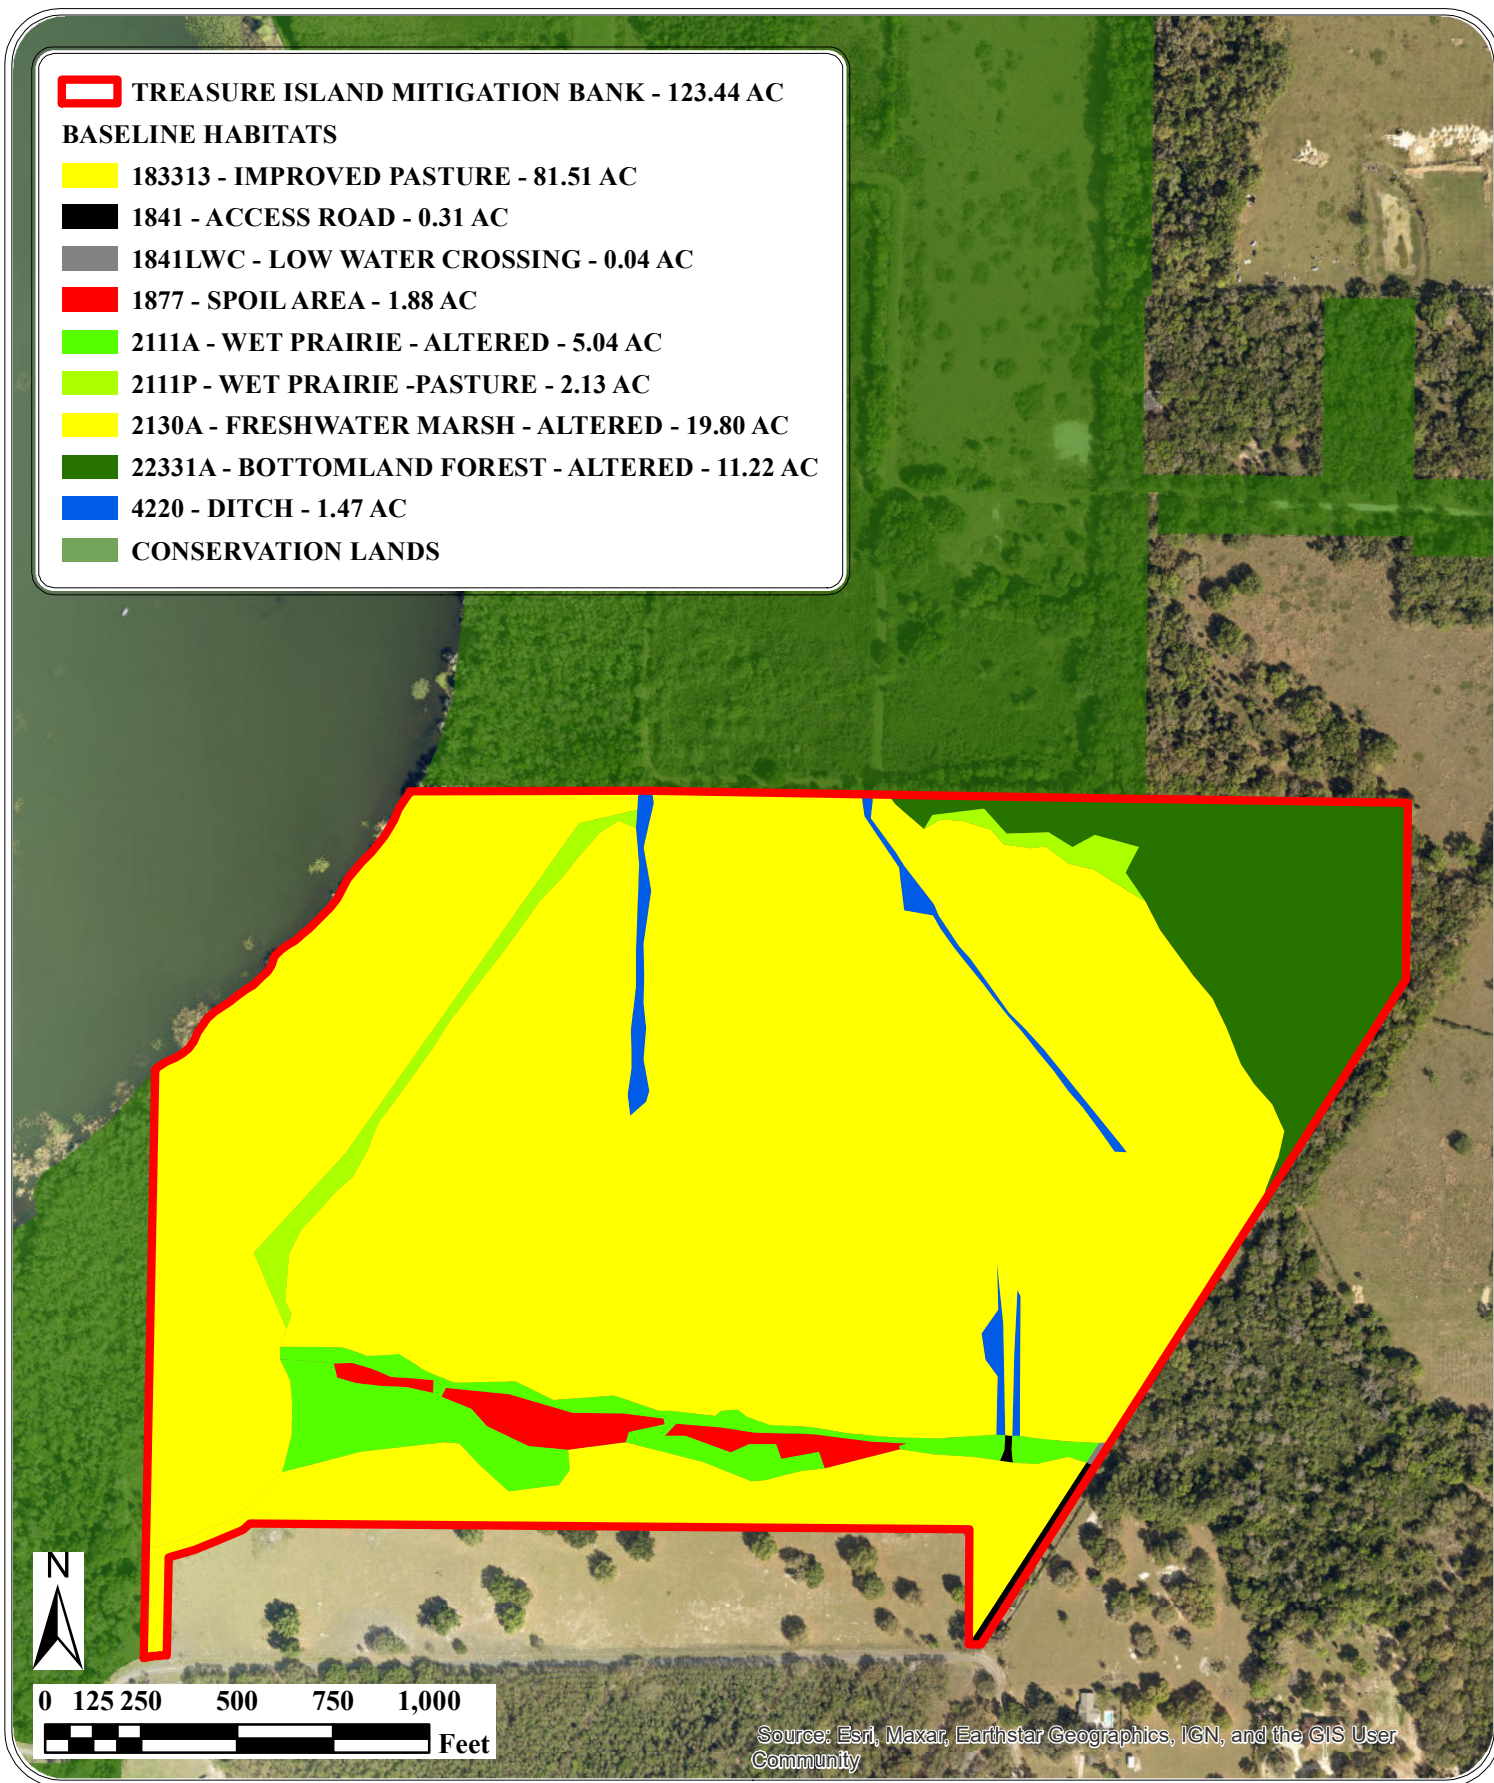 TREASURE ISLAND MITIGATION BANK - 123.44 AC
BASELINE HABITATS
183313 - IMPROVED PASTURE - 81.51 AC
1841 - ACCESS ROAD - 0.31 AC
1841LWC - LOW WATER CROSSING - 0.04 AC
1877 - SPOIL AREA - 1.88 AC
2111A - WET PRAIRIE - ALTERED - 5.04 AC
2111P - WET PRAIRIE -PASTURE - 2.13 AC
2130A - FRESHWATER MARSH - ALTERED - 19.80 AC
22331A - BOTTOMLAND FOREST - ALTERED - 11.22 AC
4220 - DITCH - 1.47 AC
CONSERVATION LANDS
N
0 125 250 500 750 1,000
Feet
Source: Esri, Maxar, Earthstar Geographics, IGN, and the GIS User
Community